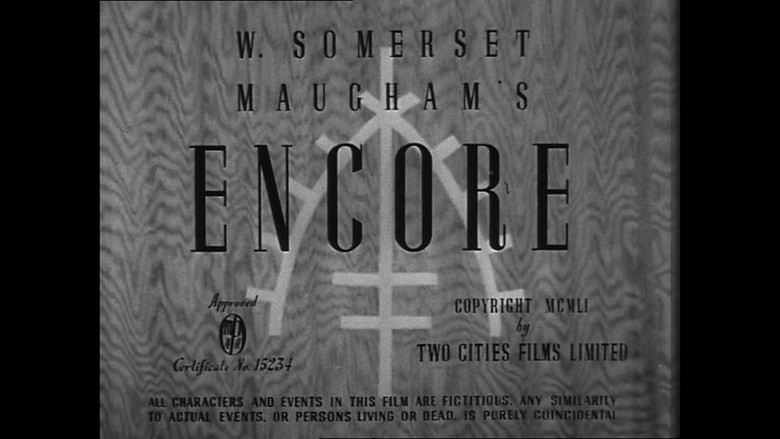 W. SOMERSET
MAUGHAM'S
ENCORE
Approved
Certificate No. 15234
COPYRIGHT MCMLI
by
TWO CITIES FILMS LIMITED
ALL CHARACTERS AND EVENTS IN THIS FILM ARE FICTITIOUS. ANY SIMILARITY
TO ACTUAL EVENTS, OR PERSONS LIVING OR DEAD, IS PURELY COINCIDENTAL